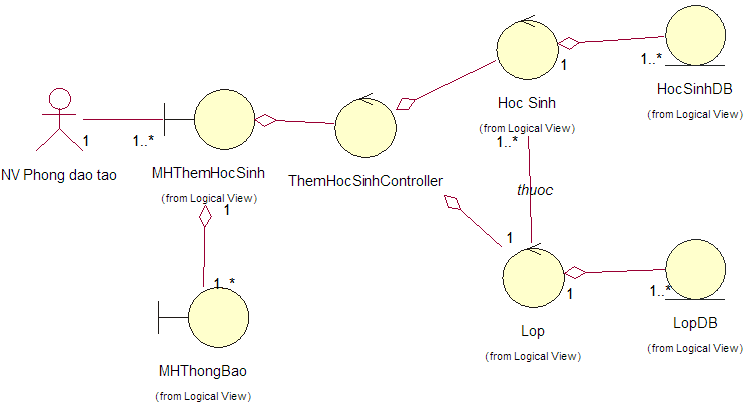 NV Phong dao tao
1
1..*
MHThemHocSinh
(from Logical View)
1
1..*
MHThongBao
(from Logical View)
ThemHocSinhController
Hoc Sinh
(from Logical View)
1
1..*
HocSinhDB
(from Logical View)
1..*
thuoc
1
Lop
(from Logical View)
1
1..*
LopDB
(from Logical View)